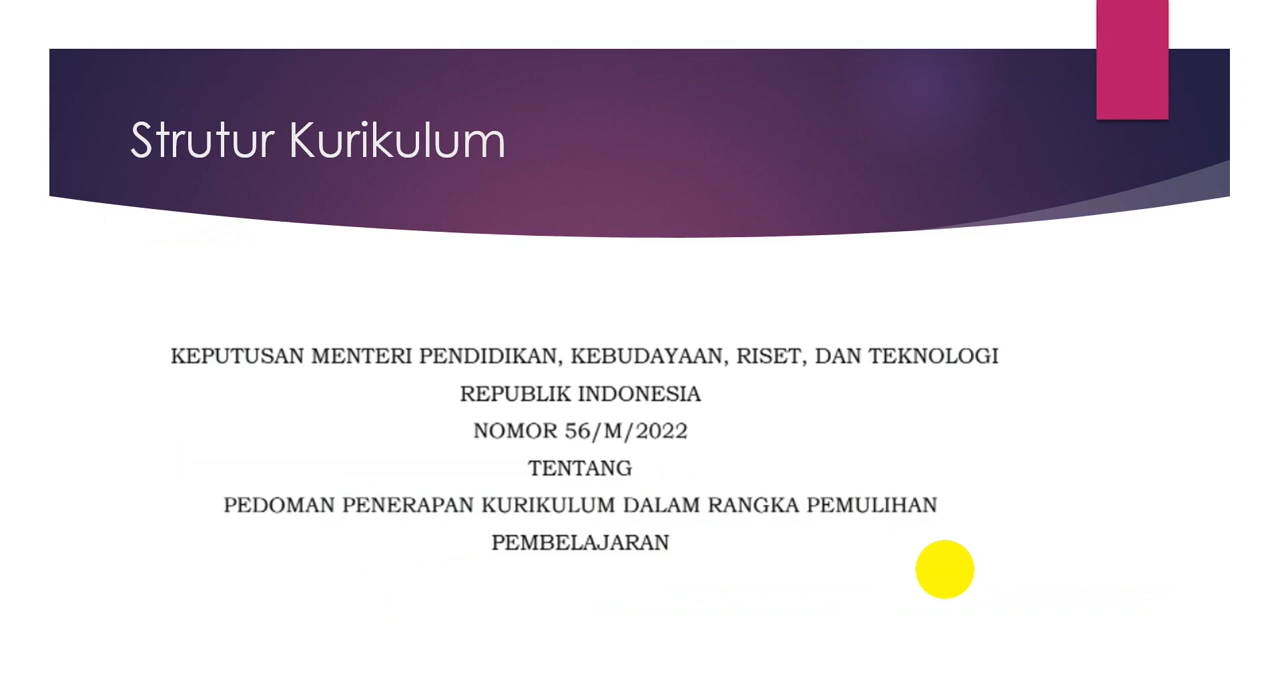 Strutur Kurikulum
KEPUTUSAN MENTERI PENDIDIKAN, KEBUDAYAAN, RISET, DAN TEKNOLOGI
REPUBLIK INDONESIA
NOMOR 56/M/2022
TENTANG
PEDOMAN PENERAPAN KURIKULUM DALAM RANGKA PEMULIHAN
PEMBELAJARAN